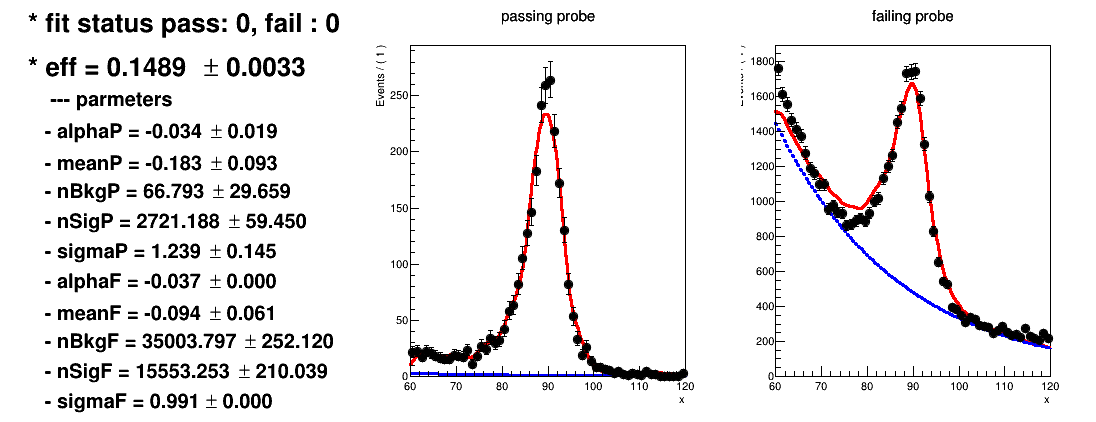 * fit status pass: 0, fail : 0
* eff = 0.1489 ± 0.0033
--- parmeters
- alphaP = -0.034 ± 0.019
- meanP = -0.183 ± 0.093
- nBkgP = 66.793 ± 29.659
- nSigP = 2721.188 ± 59.450
- sigmaP = 1.239 ± 0.145
- alphaF = -0.037 ± 0.000
- meanF = -0.094 ± 0.061
- nBkgF = 35003.797 ± 252.120
- nSigF = 15553.253 ± 210.039
- sigmaF = 0.991 ± 0.000
passing probe
Events / ( 1 )
250
200
150
100
50
0
60 70 80 90 100 110 120
x
failing probe
1800
1600
1400
1200
1000
800
600
400
200
0
60 70 80 90 100 110 120
x